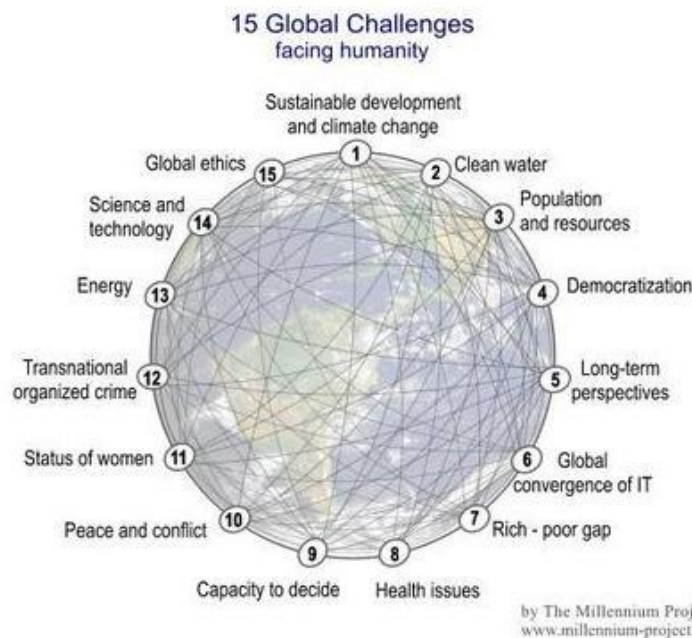 15 Global Challenges
facing humanity
Sustainable development
and climate change
1
2
Clean water
3
Population
and resources
4
Democratization
5
Long-term
perspectives
6
Global
convergence of IT
7
Rich - poor gap
8
Health issues
9
Capacity to decide
10
Peace and conflict
11
Status of women
12
Transnational
organized crime
13
Energy
14
Science and
technology
15
Global ethics
by The Millennium Proj
www.millennium-project